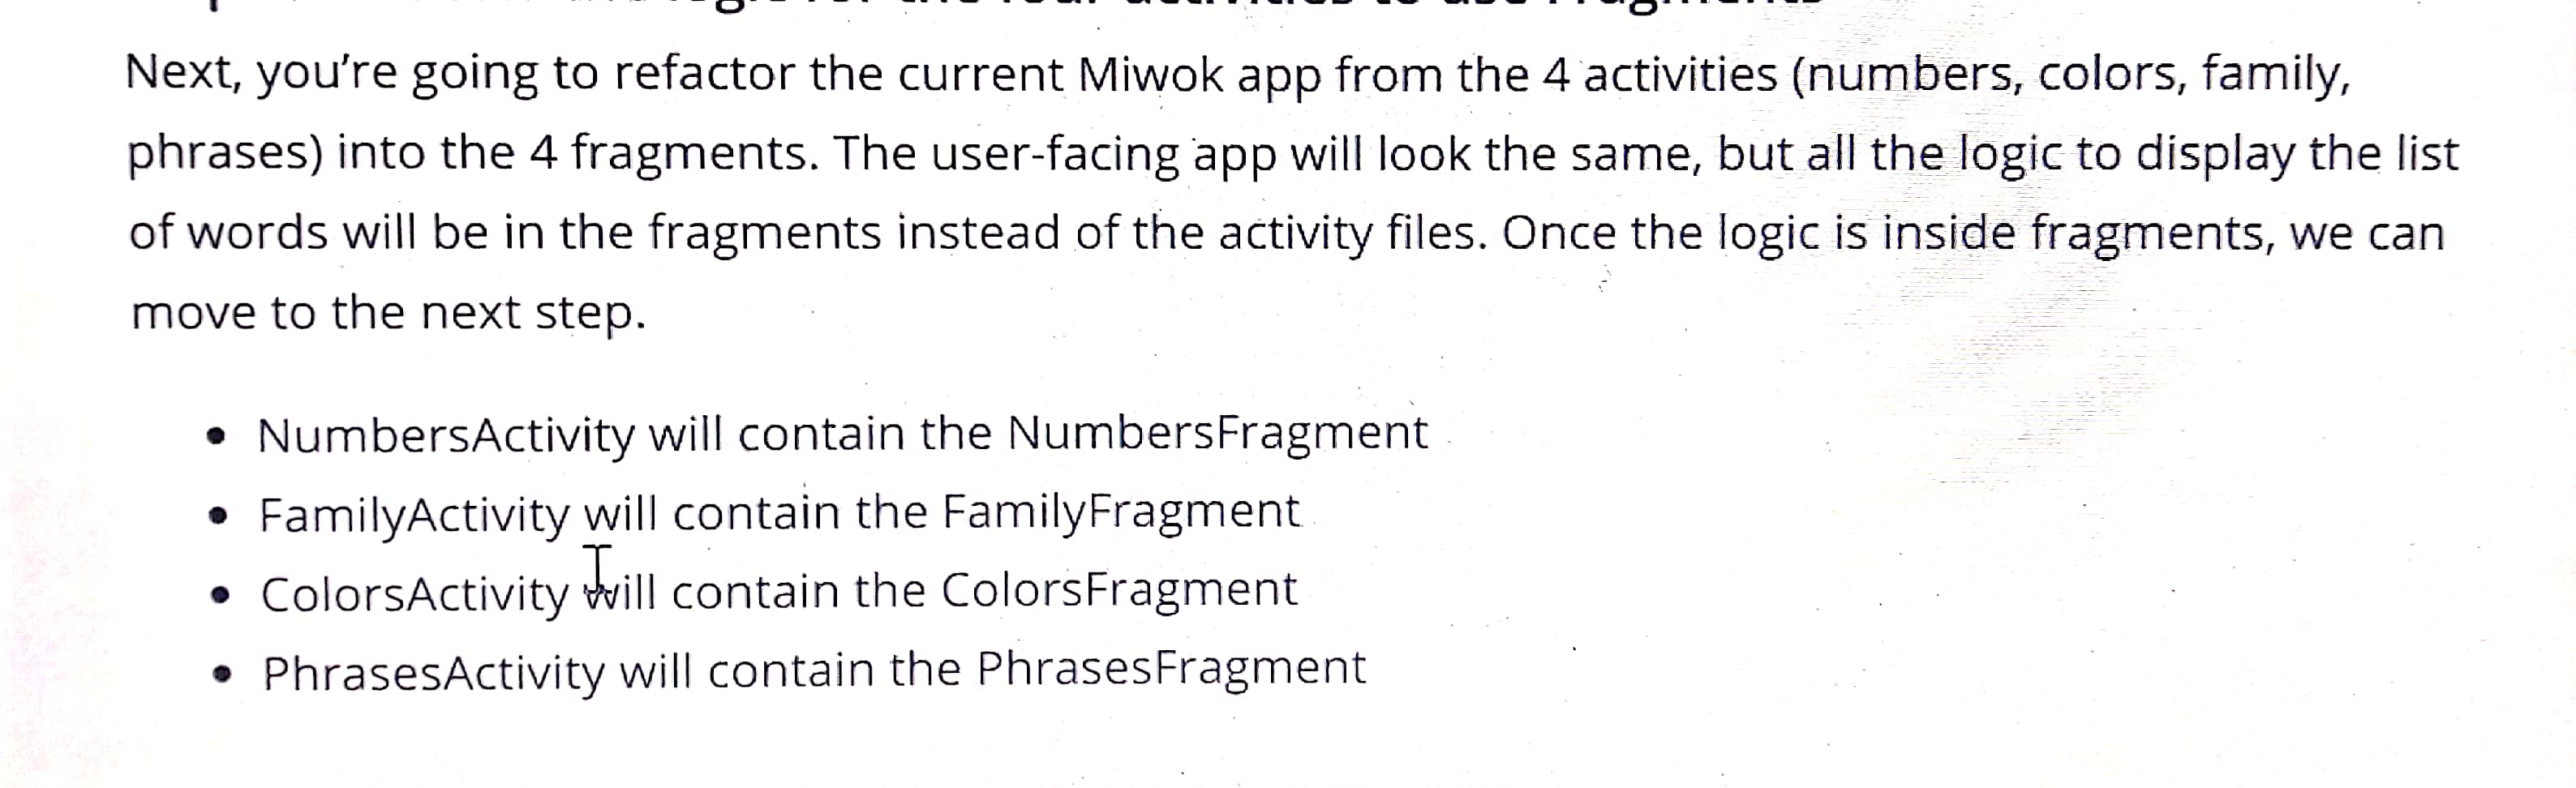 Next, you're going to refactor the current Miwok app from the 4 activities (numbers, colors, family,
phrases) into the 4 fragments. The user-facing app will look the same, but all the logic to display the list
of words will be in the fragments instead of the activity files. Once the logic is inside fragments, we can
move to the next step.
• NumbersActivity will contain the NumbersFragment
• FamilyActivity will contain the FamilyFragment
• ColorsActivity will contain the ColorsFragment
• PhrasesActivity will contain the PhrasesFragment